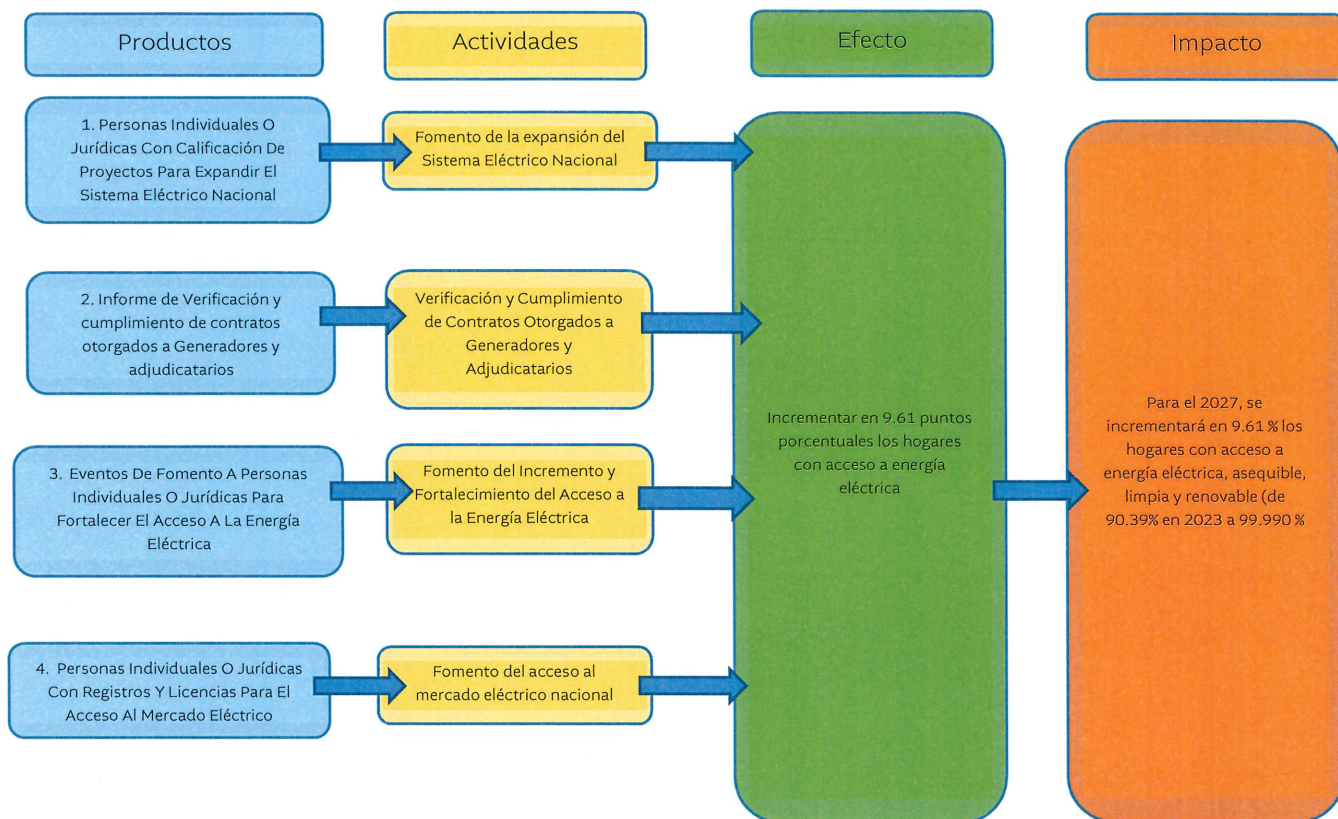 Productos
Actividades
Efecto
Impacto
1. Personas Individuales O
Jurídicas Con Calificación De
Proyectos Para Expandir El
Sistema Eléctrico Nacional
Fomento de la expansión del
Sistema Eléctrico Nacional
2. Informe de Verificación y
cumplimiento de contratos
otorgados a Generadores y
adjudicatarios
Verificación y Cumplimiento
de Contratos Otorgados a
Generadores y
Adjudicatarios
3. Eventos De Fomento A Personas
Individuales O Jurídicas Para
Fortalecer El Acceso A La Energía
Eléctrica
Fomento del Incremento y
Fortalecimiento del Acceso a
la Energía Eléctrica
4. Personas Individuales O Jurídicas
Con Registros Y Licencias Para El
Acceso Al Mercado Eléctrico
Fomento del acceso al
mercado eléctrico nacional
Incrementar en 9.61 puntos
porcentuales los hogares
con acceso a energía
eléctrica
Para el 2027, se
incrementará en 9.61 % los
hogares con acceso a
energía eléctrica, asequible,
limpia y renovable (de
90.39% en 2023 a 99.990 %